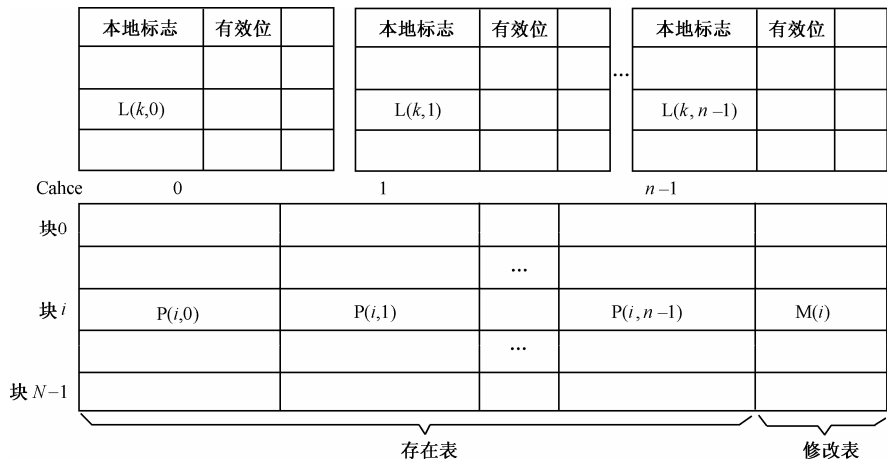 本地标志 有效位 本地标志 有效位 本地标志 有效位
...
L(k,0) L(k,1) L(k,n–1)
Cahce 0 1 n–1
块0
...
块i P(i,0) P(i,1) P(i,n–1) M(i)
...
块N–1
存在表 修改表